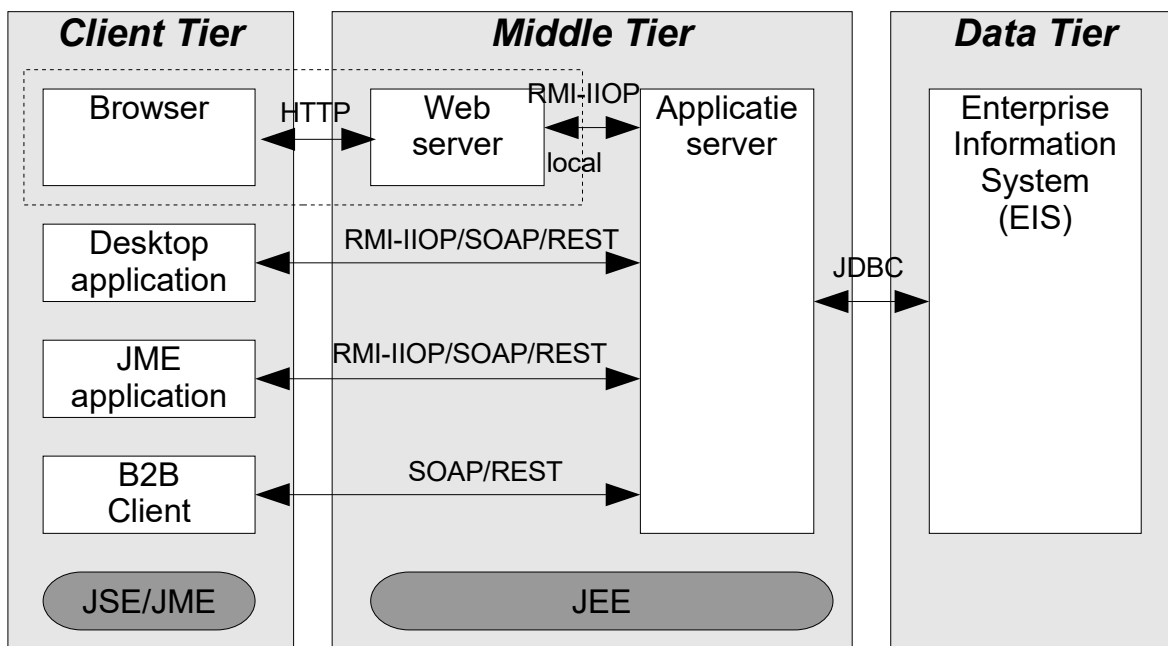 Client Tier
Middle Tier
Data Tier
Browser
HTTP
Web
server
RMI-IIOP
local
Applicatie
server
Enterprise
Information
System
(EIS)
Desktop
application
RMI-IIOP/SOAP/REST
JDBC
JME
application
RMI-IIOP/SOAP/REST
B2B
Client
SOAP/REST
JSE/JME
JEE